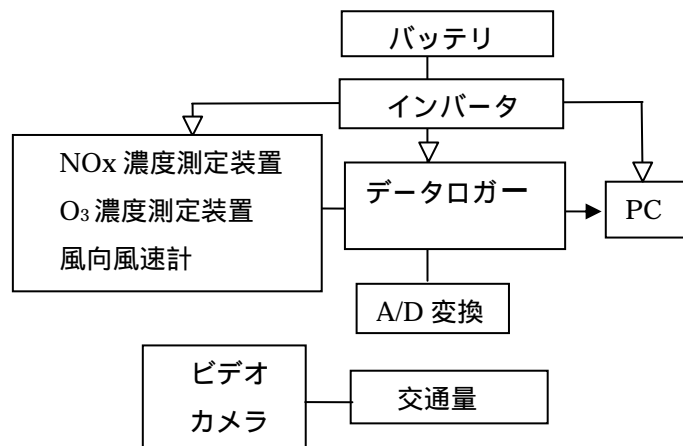 バッテリ
インバータ
NOx 濃度測定装置
O₃ 濃度測定装置
風向風速計
データロガー
PC
A/D 変換
ビデオ
カメラ
交通量